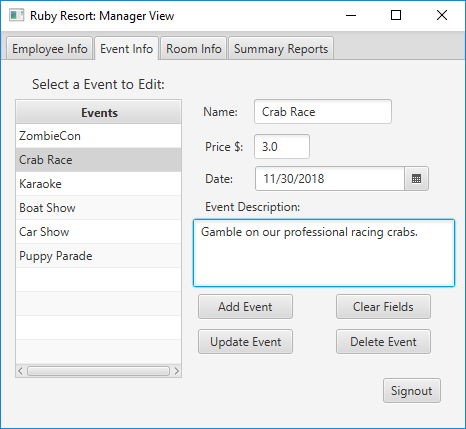 Ruby Resort: Manager View
Employee Info
Event Info
Room Info
Summary Reports
Select a Event to Edit:
Events
ZombieCon
Crab Race
Karaoke
Boat Show
Car Show
Puppy Parade
Name:
Crab Race
Price $:
3.0
Date:
11/30/2018
Event Description:
Gamble on our professional racing crabs.
Add Event
Clear Fields
Update Event
Delete Event
Signout